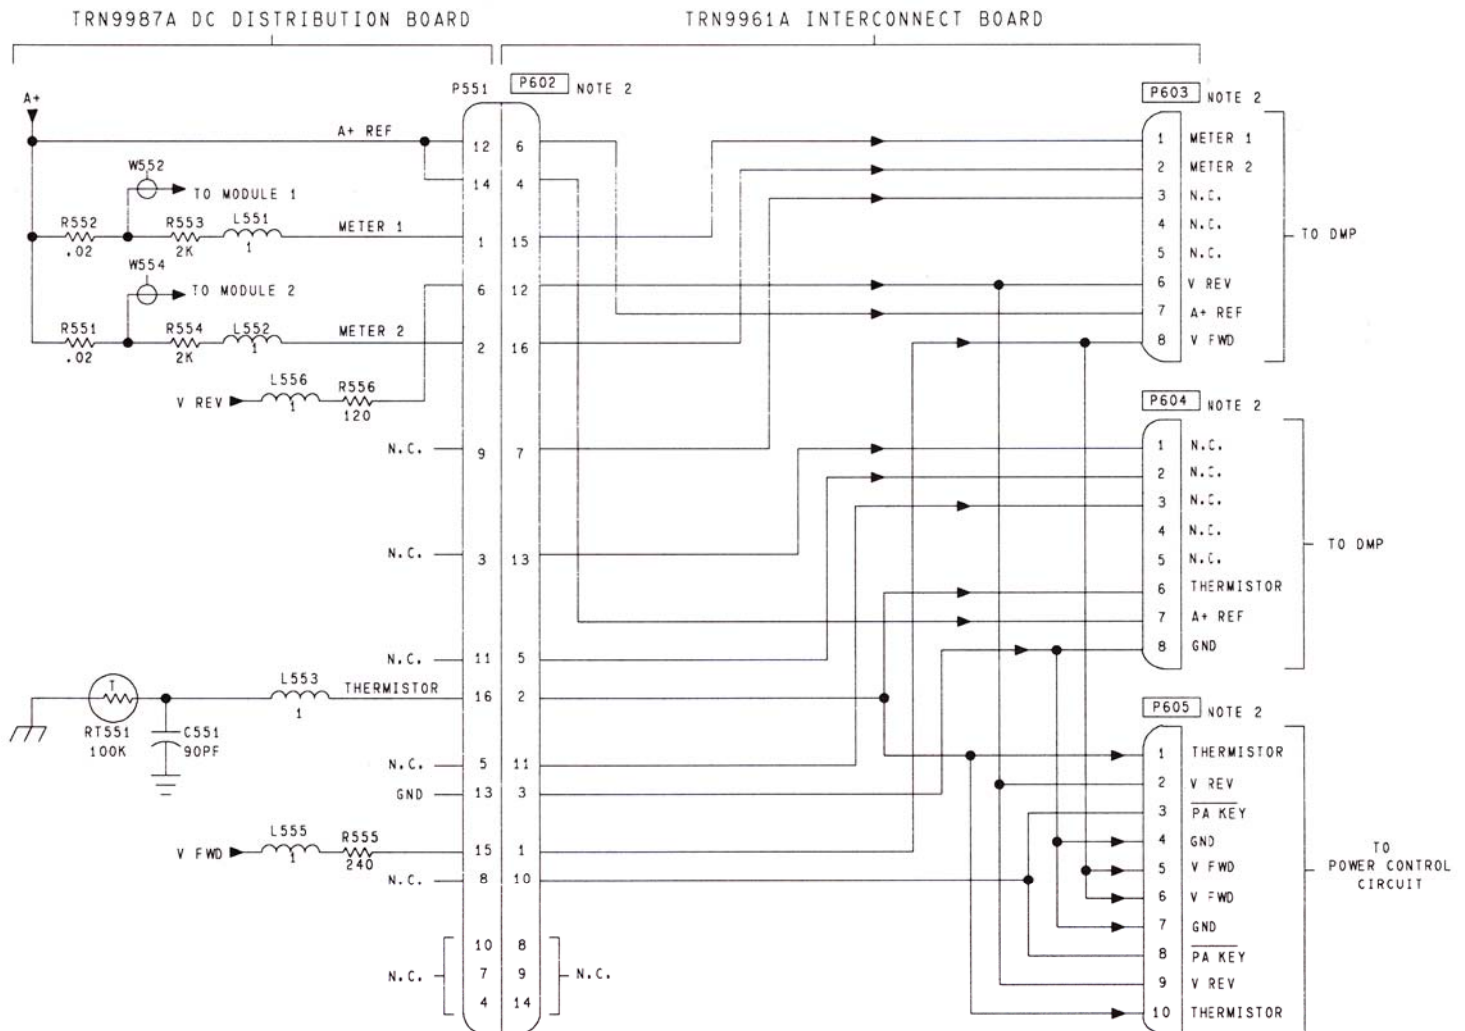 TRN9987A DC DISTRIBUTION BOARD
TRN9961A INTERCONNECT BOARD
A+
P551
P602
NOTE 2
P603
NOTE 2
A+ REF
12
6
14
4
W552
TO MODULE 1
R552
.02
R553
2K
L551
1
METER 1
1
15
W554
TO MODULE 2
6
12
R551
.02
R554
2K
L552
1
METER 2
2
16
V REV
L556
1
R556
120
1 METER 1
2 METER 2
3 N.C.
4 N.C.
5 N.C.
6 V REV
7 A+ REF
8 V FWD
TO DMP
P604
NOTE 2
N.C.
9
7
N.C.
3
13
N.C.
11
5
1 N.C.
2 N.C.
3 N.C.
4 N.C.
5 N.C.
6 THERMISTOR
7 A+ REF
8 GND
TO DMP
T
RT551
100K
C551
90PF
L553
1
THERMISTOR
16
2
N.C.
5
11
GND
13
3
V FWD
L555
1
R555
240
15
1
N.C.
8
10
N.C.
10
7
4
8
9
14
N.C.
P605
NOTE 2
1 THERMISTOR
2 V REV
3 PA KEY
4 GND
5 V FWD
6 V FWD
7 GND
8 PA KEY
9 V REV
10 THERMISTOR
TO
POWER CONTROL
CIRCUIT